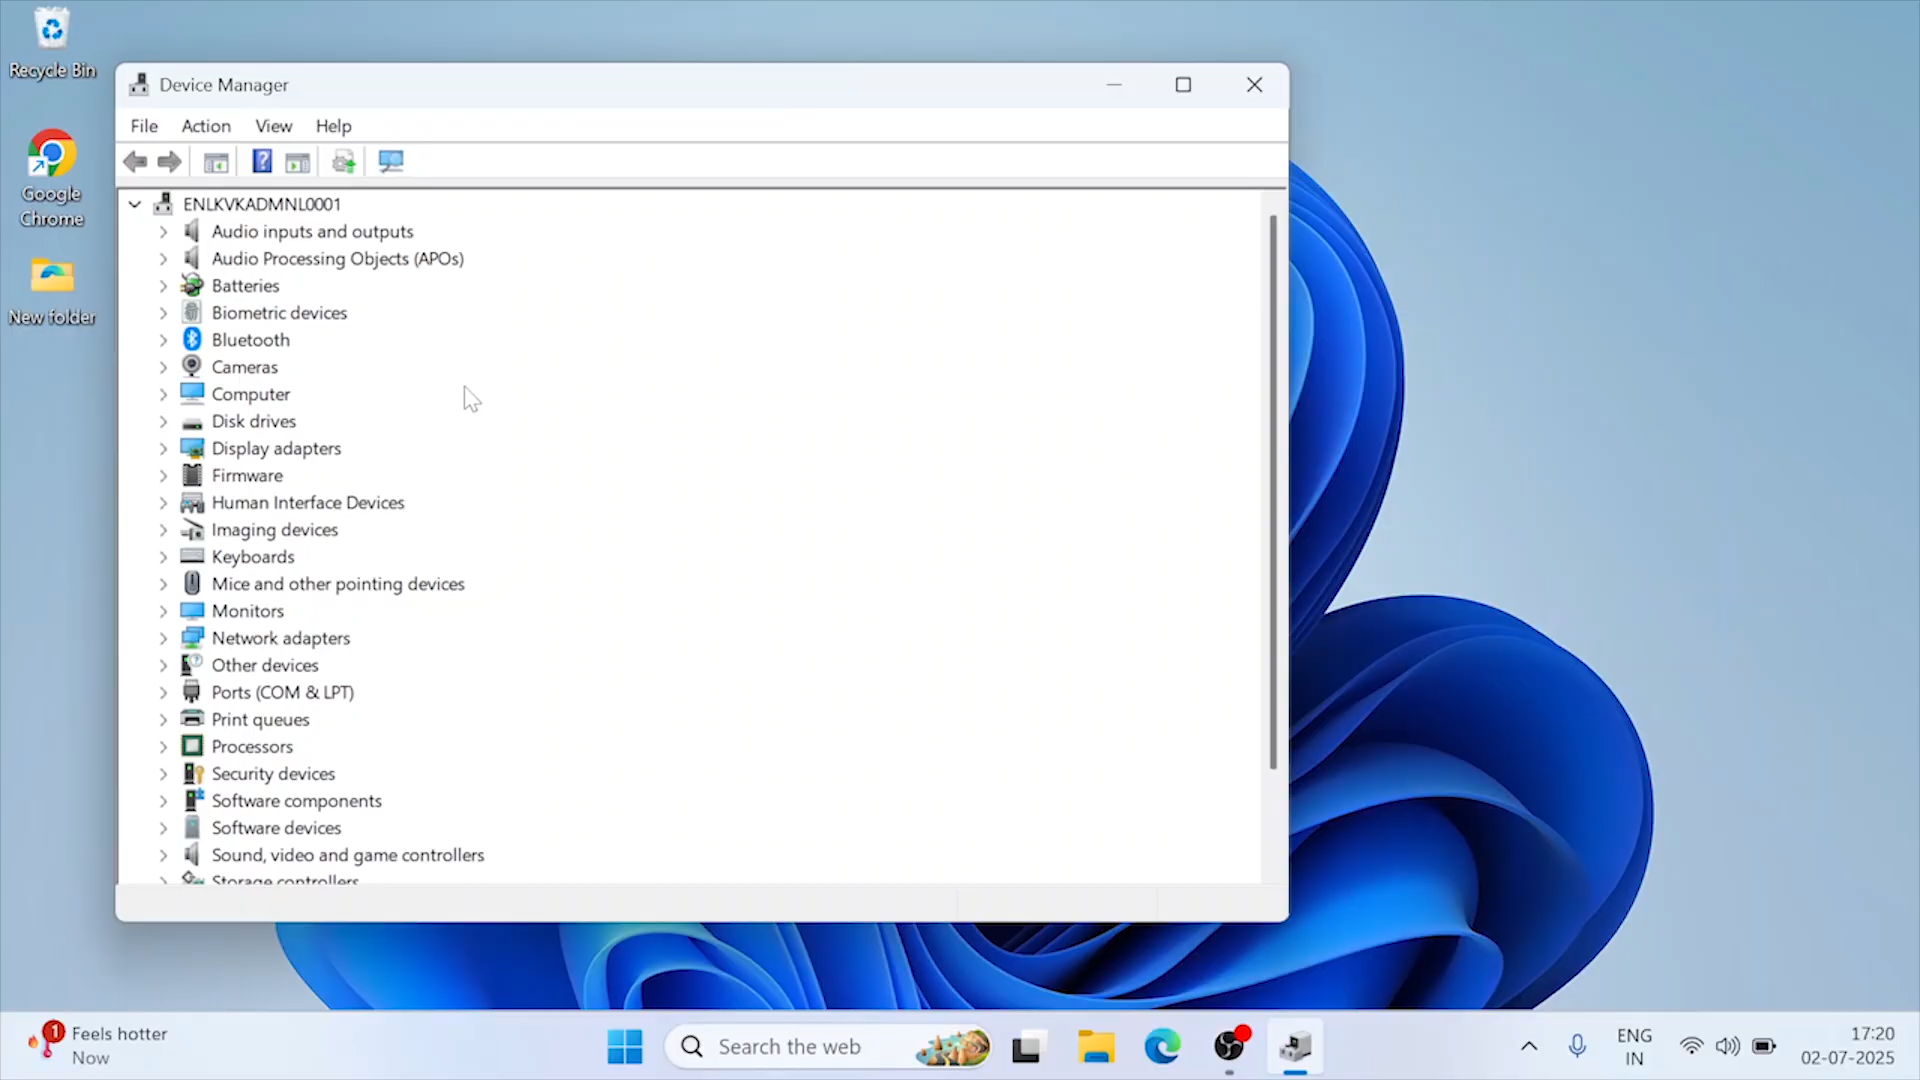 Recycle Bin
Google
Chrome
New folder
Device Manager
File Action View Help
ENLKVKADMNL0001
Audio inputs and outputs
Audio Processing Objects (APOs)
Batteries
Biometric devices
Bluetooth
Cameras
Computer
Disk drives
Display adapters
Firmware
Human Interface Devices
Imaging devices
Keyboards
Mice and other pointing devices
Monitors
Network adapters
Other devices
Ports (COM & LPT)
Print queues
Processors
Security devices
Software components
Software devices
Sound, video and game controllers
Storage controllers
1
Feels hotter
Now
Search the web
ENG
IN
17:20
02-07-2025